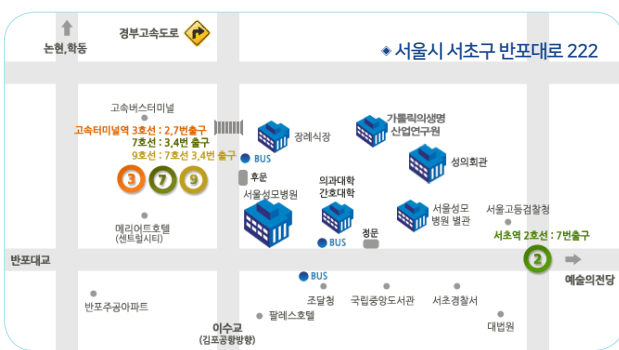 논현,학동
경부고속도로
◈ 서울시 서초구 반포대로 222
고속버스터미널
고속터미널역 3호선 : 2,7번출구
7호선 : 3,4번 출구
9호선 : 7호선 3,4번 출구
3 7 9
메리어트호텔
(센트럴시티)
장례식장
BUS
후문
서울성모병원
의과대학
간호대학
BUS
가톨릭의생명
산업연구원
성의회관
서울성모
병원 별관
정문
서울고등검찰청
서초역 2호선 : 7번출구
2
반포대교
예술의전당
BUS
반포주공아파트
이수교
(김포공항방향)
팔레스호텔
조달청
국립중앙도서관
서초경찰서
대법원